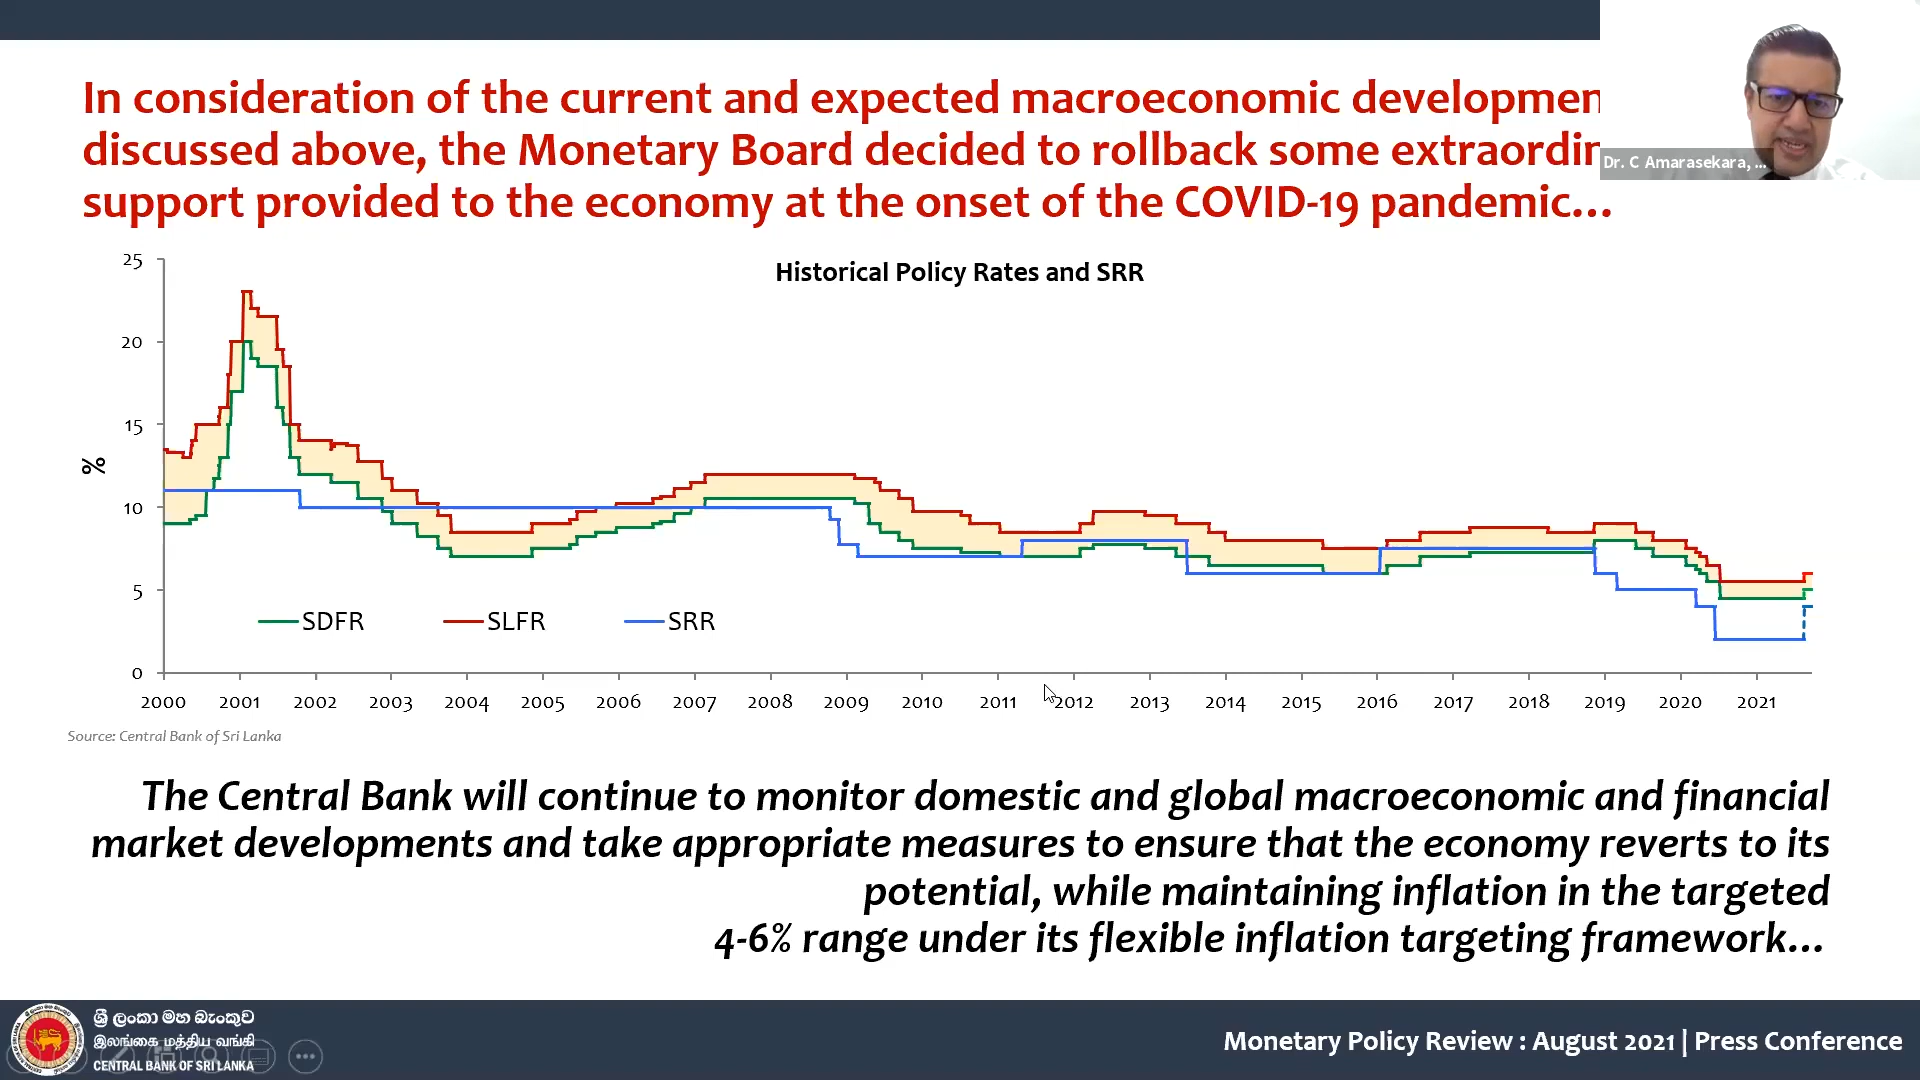 In consideration of the current and expected macroeconomic developmen
Dr. C Amarasekara, ...
discussed above, the Monetary Board decided to rollback some extraordin
support provided to the economy at the onset of the COVID-19 pandemic...
Historical Policy Rates and SRR
25
20
15
10
5
0
%
SDFR SLFR SRR
2000 2001 2002 2003 2004 2005 2006 2007 2008 2009 2010 2011 2012 2013 2014 2015 2016 2017 2018 2019 2020 2021
Source: Central Bank of Sri Lanka
The Central Bank will continue to monitor domestic and global macroeconomic and financial
market developments and take appropriate measures to ensure that the economy reverts to its
potential, while maintaining inflation in the targeted
4-6% range under its flexible inflation targeting framework...
ශ්‍රී ලංකා මහ බැංකුව
இலங்கை மத்திய வங்கி
CENTRAL BANK OF SRI LANKA
Monetary Policy Review : August 2021 | Press Conference